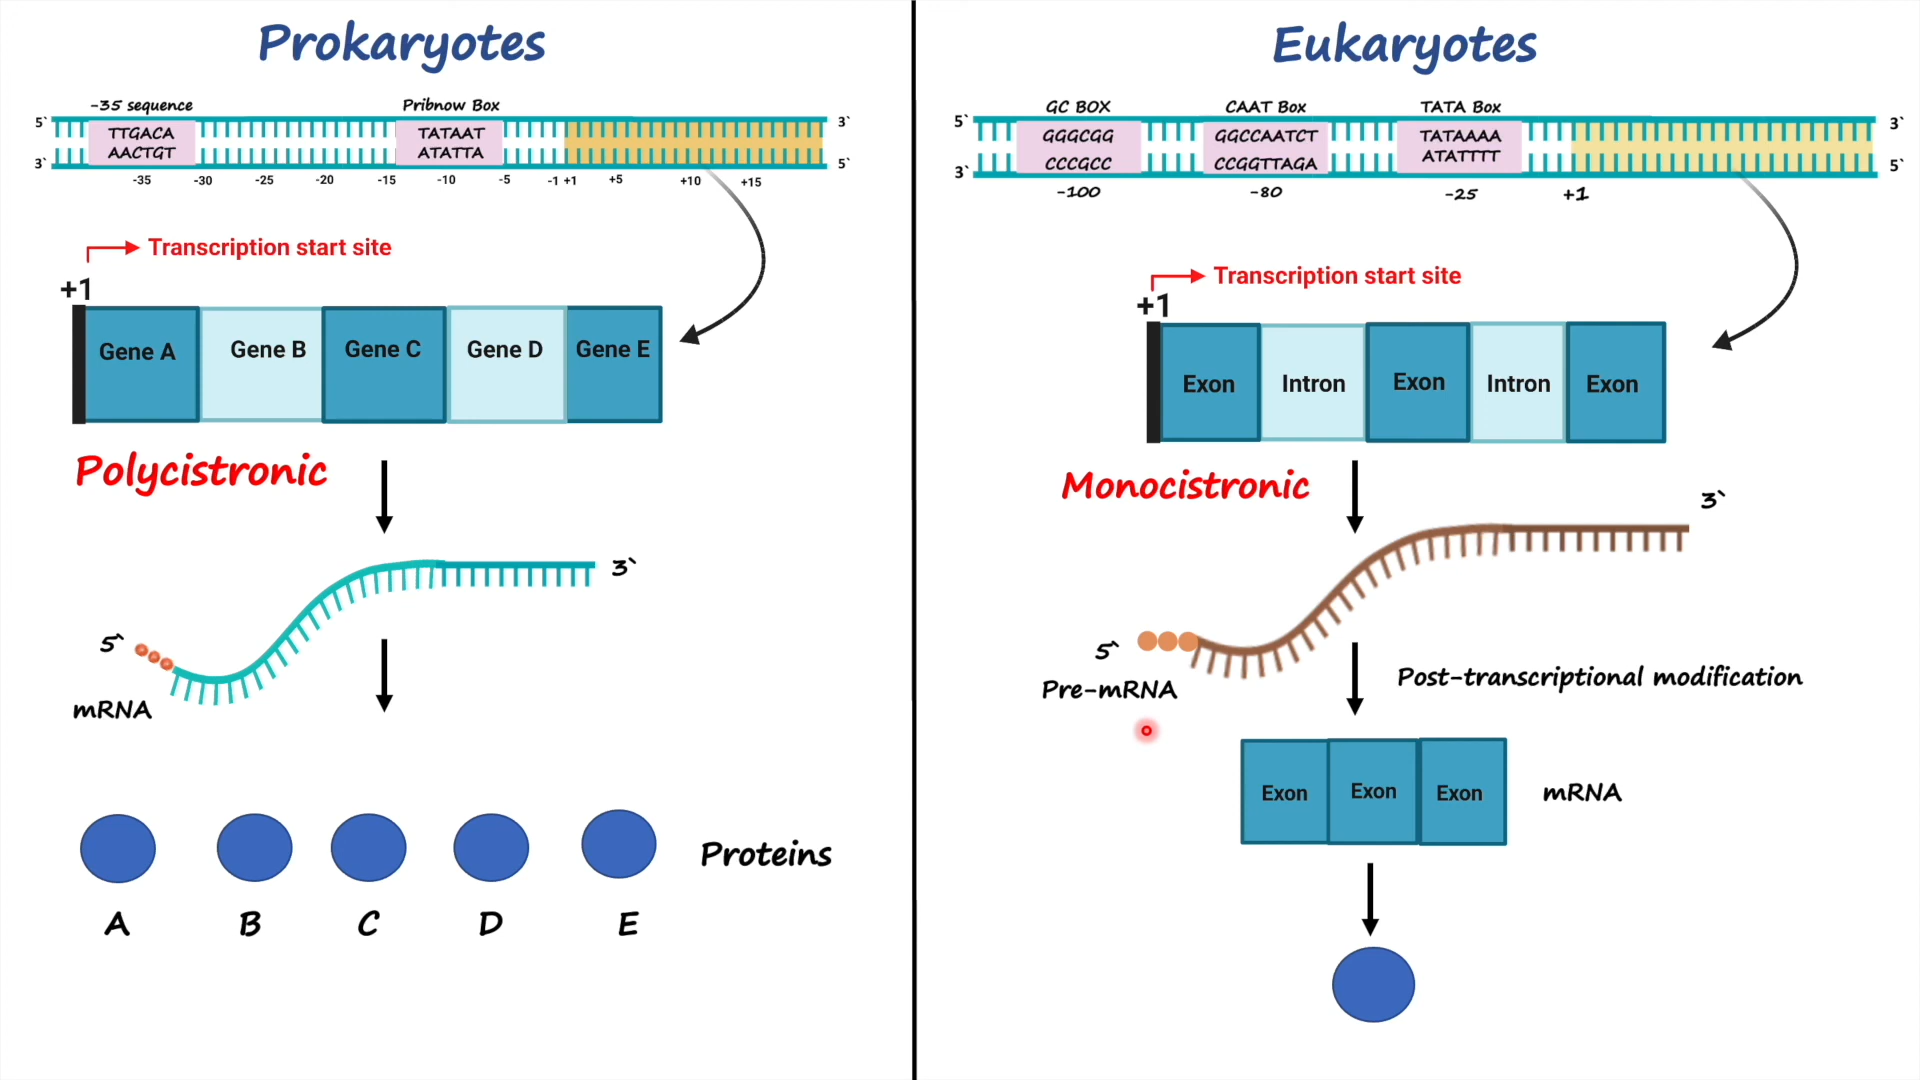 Prokaryotes
-35 sequence
Pribnow Box
5`
TTGACA
AACTGT
TATAAT
ATATTA
3`
3`
5`
-35 -30 -25 -20 -15 -10 -5 -1 +1 +5 +10 +15
Transcription start site
+1
Gene A
Gene B
Gene C
Gene D
Gene E
Polycistronic
3`
5`
mRNA
Proteins
A B C D E
Eukaryotes
GC BOX
CAAT Box
TATA Box
5`
GGGCGG
CCCGCC
GGCCAATCT
CCGGTTAGA
TATAAAA
ATATTTT
3`
3`
5`
-100 -80 -25 +1
Transcription start site
+1
Exon
Intron
Exon
Intron
Exon
Monocistronic
3`
5`
Pre-mRNA
Post-transcriptional modification
Exon
Exon
Exon
mRNA